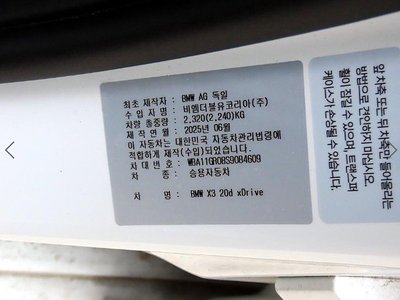 최초 제작자 : BMW AG 독일
수 입 자 명 : 비엠더블유코리아(주)
차량 총중량 : 2,320(2,240)KG
제 작 연 월 : 2025년 06월
이 자동차는 대한민국 자동차관리법령에
적합하게 제작(수입)되었습니다.
차 대 번 호 : WBA11GR08S9084609
차 종 : 승용자동차
차 명 : BMW X3 20d xDrive
앞 차축 또는 뒤 차축만 들어올리는
방법으로 견인하지 마십시오.
휠이 잠길 수 있으며, 트랜스퍼
케이스가 손상될 수 있습니다.